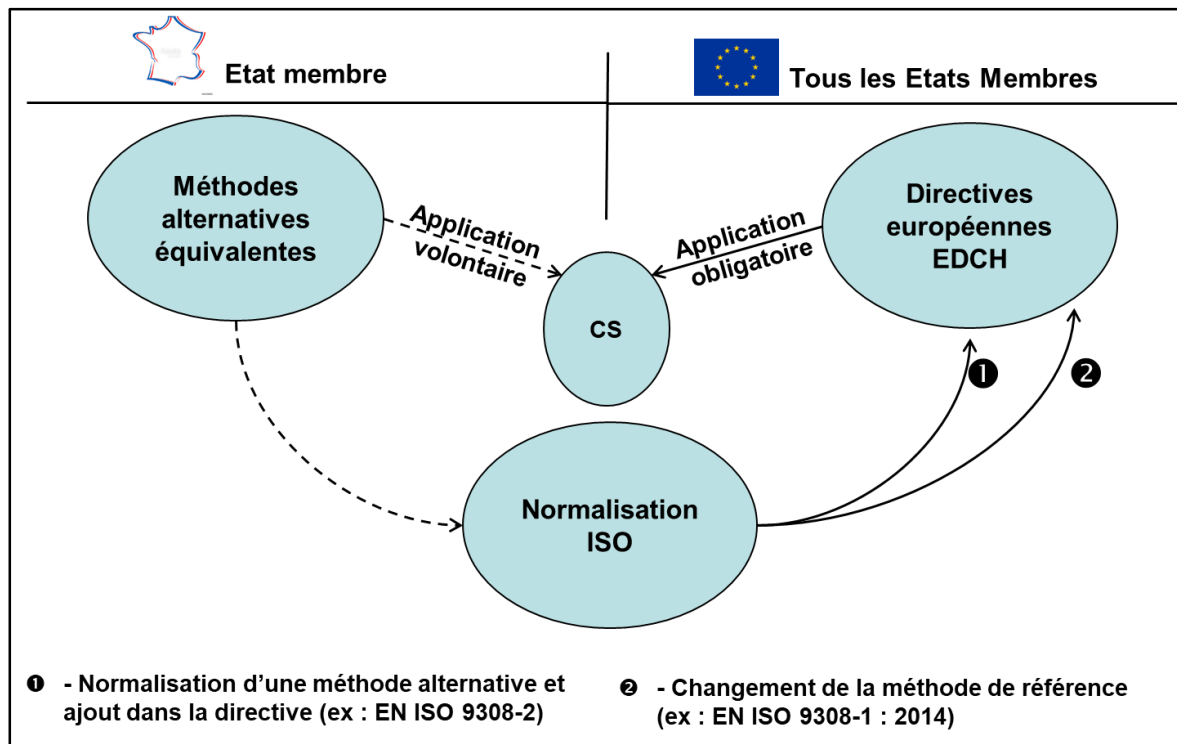 Etat membre
Tous les Etats Membres
Méthodes
alternatives
équivalentes
Application
volontaire
Application
obligatoire
Directives
européennes
EDCH
CS
❶
❷
Normalisation
ISO
❶ - Normalisation d’une méthode alternative et
ajout dans la directive (ex : EN ISO 9308-2)
❷ - Changement de la méthode de référence
(ex : EN ISO 9308-1 : 2014)